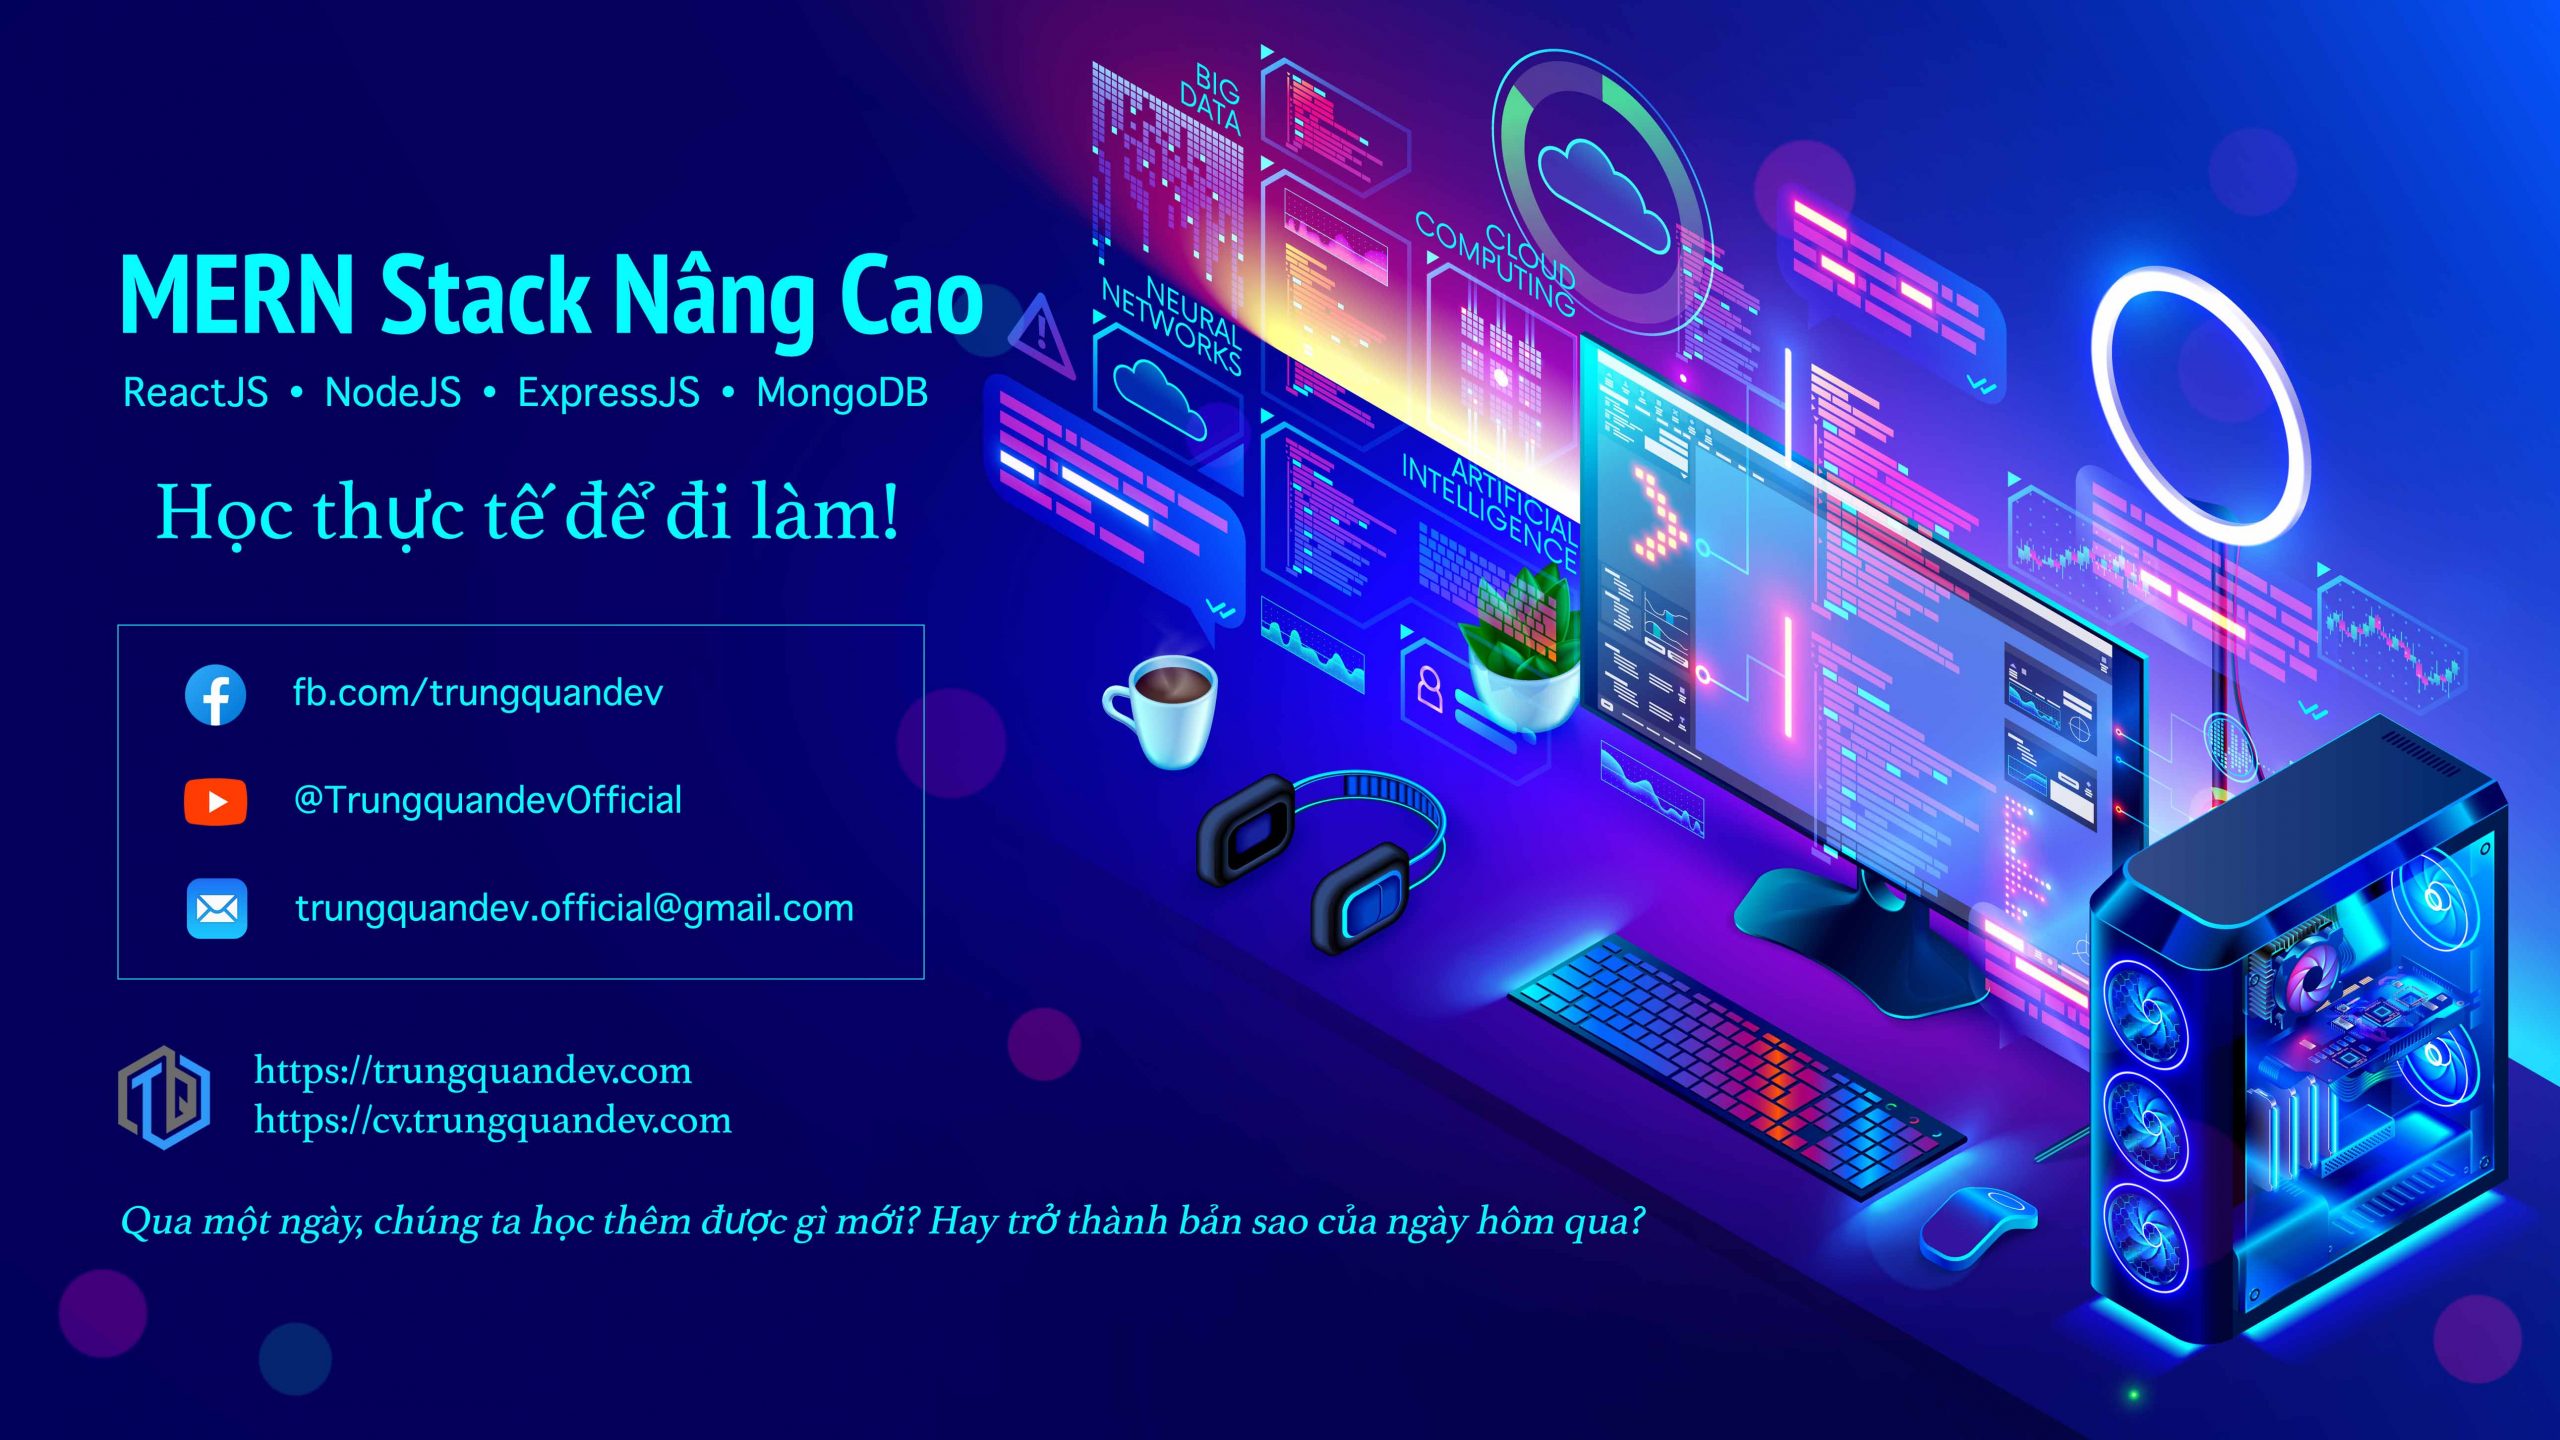 MERN Stack Nâng Cao
ReactJS • NodeJS • ExpressJS • MongoDB
Học thực tế để đi làm!
fb.com/trungquandev
@TrungquandevOfficial
trungquandev.official@gmail.com
TQ
https://trungquandev.com
https://cv.trungquandev.com
Qua một ngày, chúng ta học thêm được gì mới? Hay trở thành bản sao của ngày hôm qua?
BIG
DATA
NEURAL
NETWORKS
CLOUD
COMPUTING
ARTIFICIAL
INTELLIGENCE